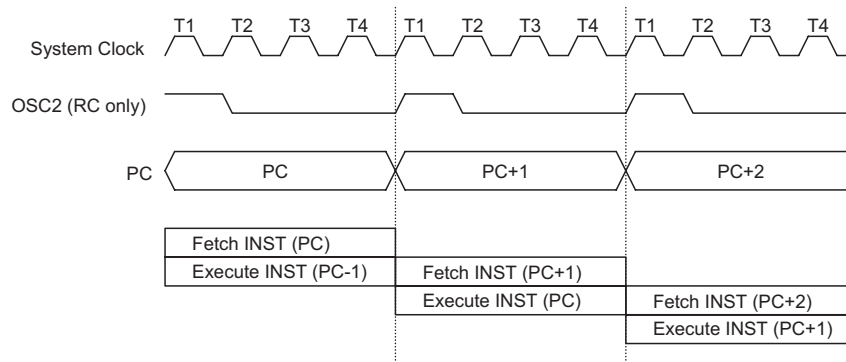 T1 T2 T3 T4 T1 T2 T3 T4 T1 T2 T3 T4
System Clock
OSC2 (RC only)
PC PC PC+1 PC+2
Fetch INST (PC)
Execute INST (PC-1) Fetch INST (PC+1)
Execute INST (PC) Fetch INST (PC+2)
Execute INST (PC+1)